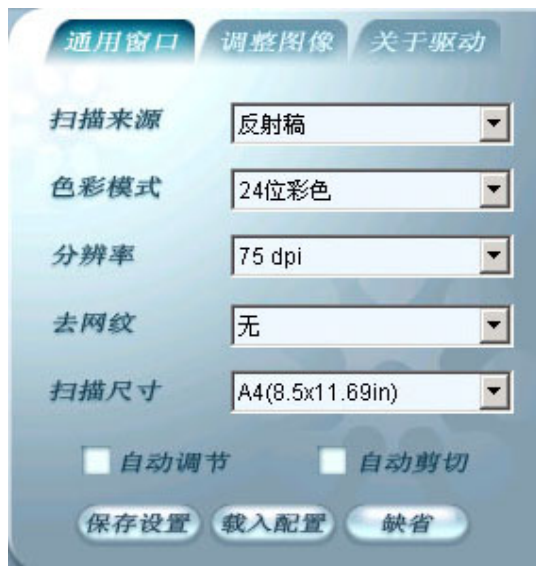 通用窗口 调整图像 关于驱动
扫描来源 反射稿
色彩模式 24位彩色
分辨率 75 dpi
去网纹 无
扫描尺寸 A4(8.5x11.69in)
自动调节 自动剪切
保存设置 载入配置 缺省